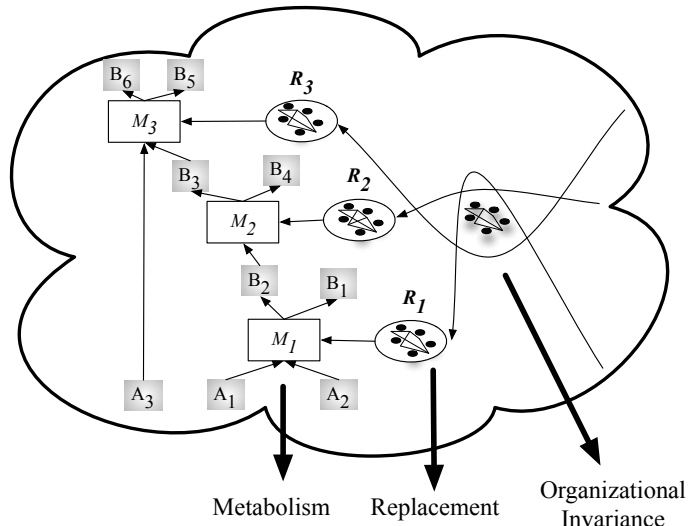 B6 B5
R3
M3
B3 B4
R2
M2
B2 B1
R1
M1
A3 A1 A2
Metabolism Replacement Organizational
Invariance